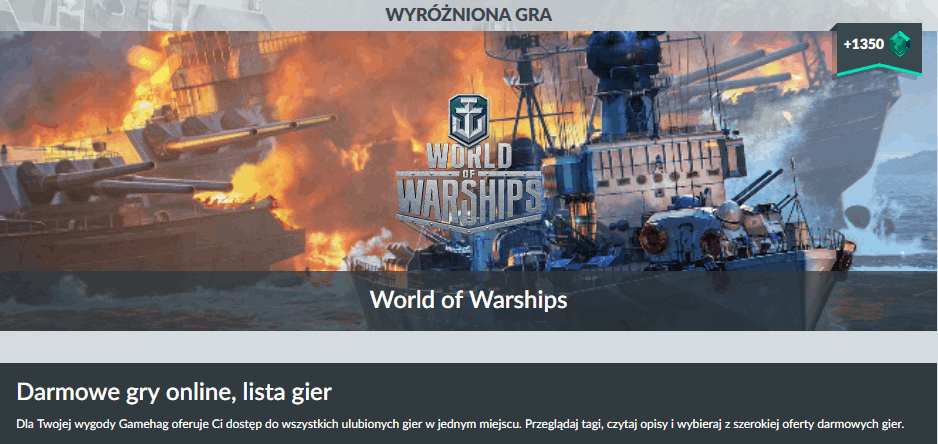 WYRÓŻNIONA GRA
+1350
WORLD
OF
WARSHIPS
World of Warships
Darmowe gry online, lista gier
Dla Twojej wygody Gamehag oferuje Ci dostęp do wszystkich ulubionych gier w jednym miejscu. Przeglądaj tagi, czytaj opisy i wybieraj z szerokiej oferty darmowych gier.